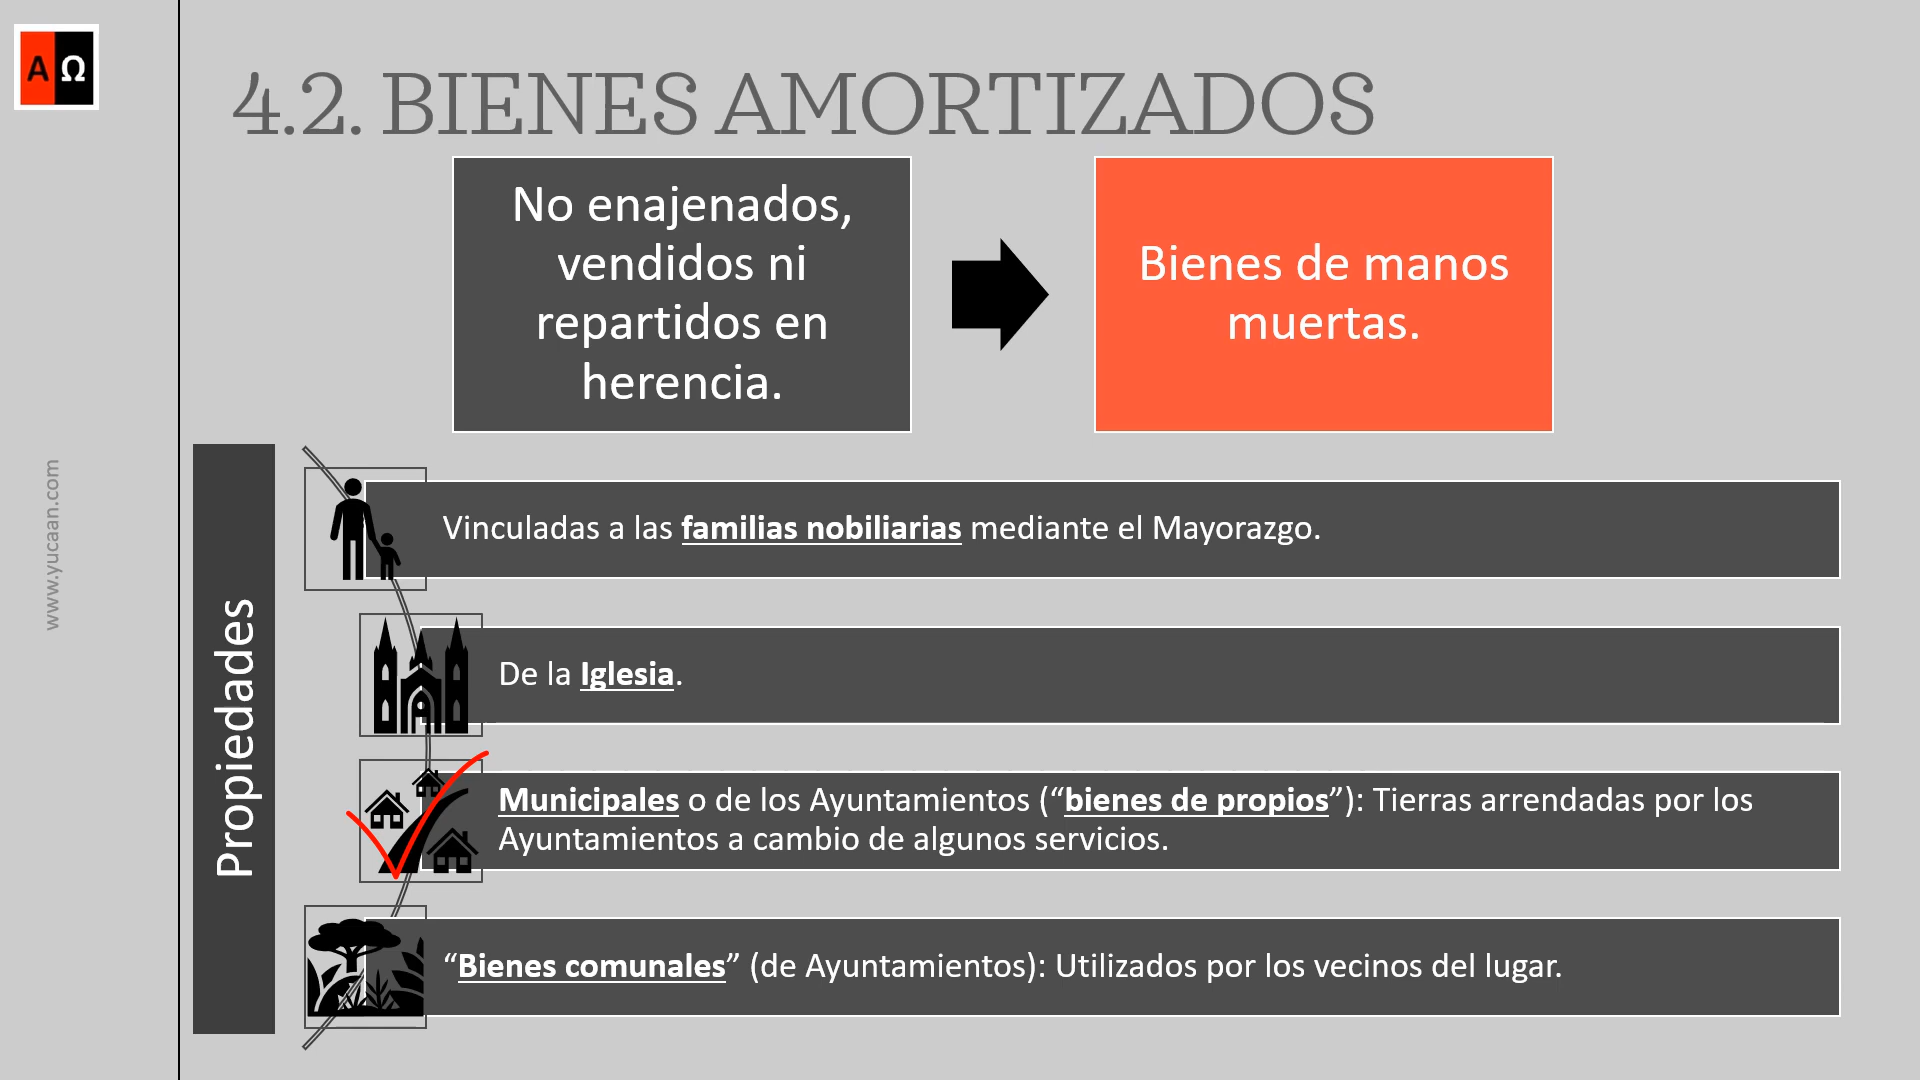 Α Ω
4.2. BIENES AMORTIZADOS
No enajenados,
vendidos ni
repartidos en
herencia.
Bienes de manos
muertas.
www.yucaan.com
Propiedades
Vinculadas a las familias nobiliarias mediante el Mayorazgo.
De la Iglesia.
Municipales o de los Ayuntamientos (“bienes de propios”): Tierras arrendadas por los
Ayuntamientos a cambio de algunos servicios.
“Bienes comunales” (de Ayuntamientos): Utilizados por los vecinos del lugar.